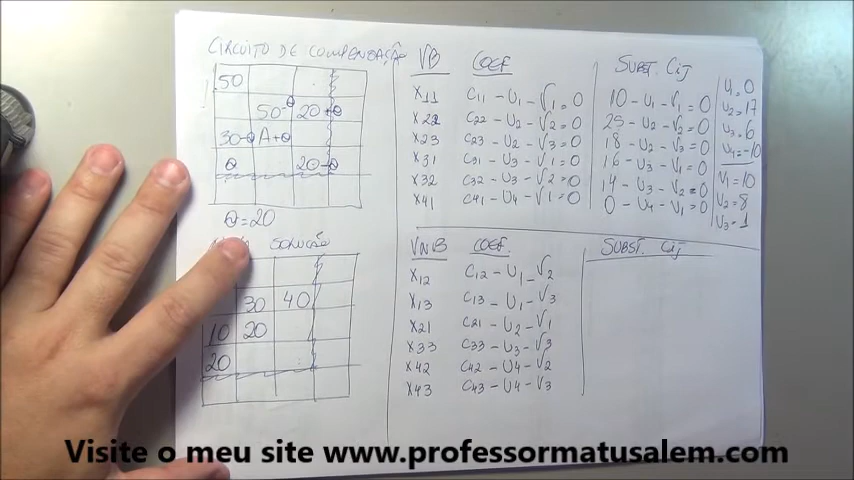 CIRCUITO DE COMPENSAÇÃO
50
50-θ 20+θ
30-θ A+θ
θ 20-θ
θ=20
SOLUÇÃO
30 40
10 20
20
VB COEF
X11 C11 - U1 - V1 = 0
X22 C22 - U2 - V2 = 0
X23 C23 - U2 - V3 = 0
X31 C31 - U3 - V1 = 0
X32 C32 - U3 - V2 = 0
X41 C41 - U4 - V1 = 0
SUBST. Cij
10 - U1 - V1 = 0
25 - U2 - V2 = 0
18 - U2 - V3 = 0
16 - U3 - V1 = 0
14 - U3 - V2 = 0
0 - U4 - V1 = 0
U1 = 0
U2 = 17
U3 = 6
U4 = -10
V1 = 10
V2 = 8
V3 = 1
VNB COEF.
X12 C12 - U1 - V2
X13 C13 - U1 - V3
X21 C21 - U2 - V1
X33 C33 - U3 - V3
X42 C42 - U4 - V2
X43 C43 - U4 - V3
SUBST. Cij
Visite o meu site www.professormatusalem.com